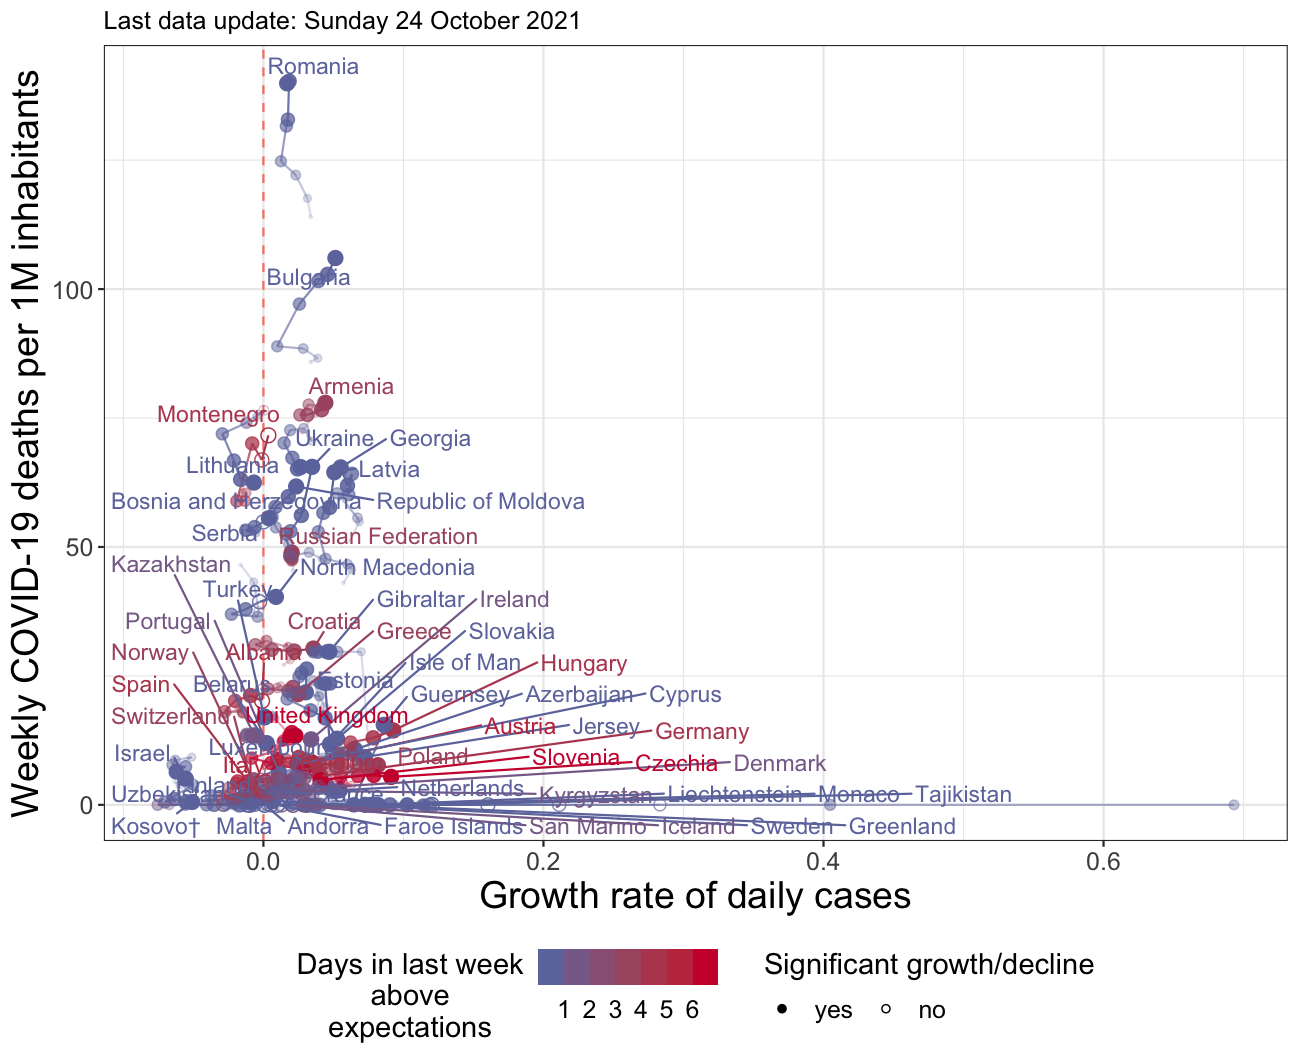 Last data update: Sunday 24 October 2021
Weekly COVID-19 deaths per 1M inhabitants
100
50
0
Romania
Bulgaria
Armenia
Montenegro
Ukraine
Georgia
Lithuania
Latvia
Bosnia and Herzegovina
Republic of Moldova
Serbia
Russian Federation
Kazakhstan
North Macedonia
Turkey
Gibraltar
Ireland
Portugal
Croatia
Greece
Slovakia
Norway
Albania
Isle of Man
Hungary
Spain
Belarus
Estonia
Guernsey
Azerbaijan
Cyprus
Switzerland
United Kingdom
Austria
Jersey
Germany
Israel
Italy
Poland
Slovenia
Czechia
Denmark
Netherlands
Kyrgyzstan
Liechtenstein
Monaco
Tajikistan
Kosovo†
Malta
Andorra
Faroe Islands
San Marino
Iceland
Sweden
Greenland
0.0
0.2
0.4
0.6
Growth rate of daily cases
Days in last week
above
expectations
1 2 3 4 5 6
Significant growth/decline
yes
no